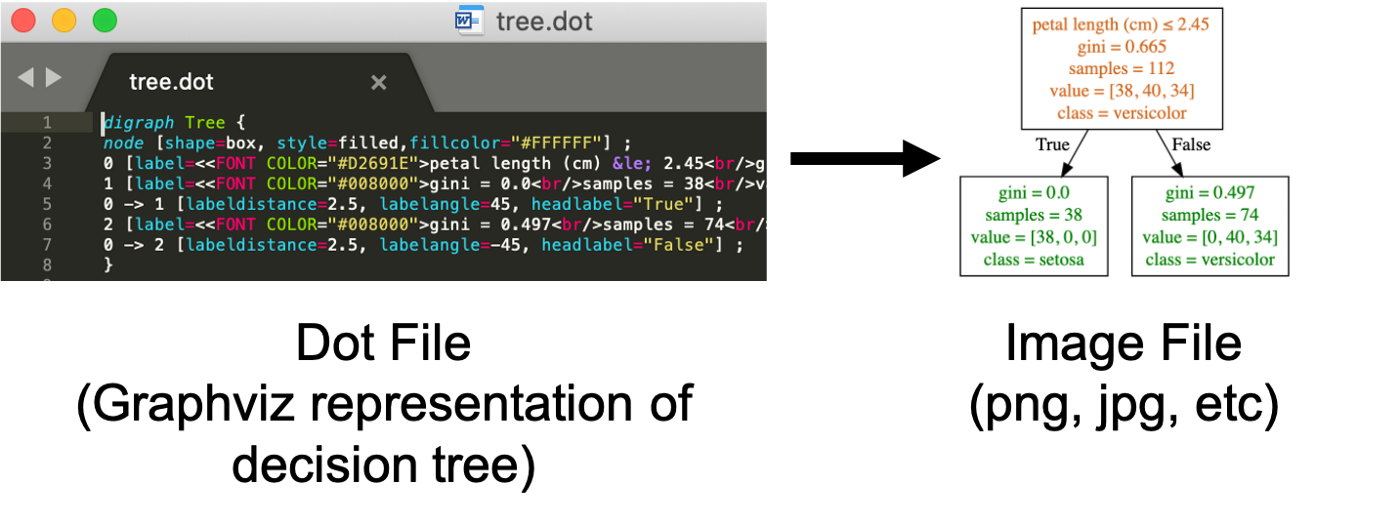 tree.dot
tree.dot ×
1 digraph Tree {
2 node [shape=box, style=filled,fillcolor="#FFFFFF"] ;
3 0 [label=<<FONT COLOR="#D2691E">petal length (cm) &le; 2.45<br/>g
4 1 [label=<<FONT COLOR="#008000">gini = 0.0<br/>samples = 38<br/>v
5 0 -> 1 [labeldistance=2.5, labelangle=45, headlabel="True"] ;
6 2 [label=<<FONT COLOR="#008000">gini = 0.497<br/>samples = 74<br/>
7 0 -> 2 [labeldistance=2.5, labelangle=-45, headlabel="False"] ;
8 }
petal length (cm) ≤ 2.45
gini = 0.665
samples = 112
value = [38, 40, 34]
class = versicolor
True False
gini = 0.0
samples = 38
value = [38, 0, 0]
class = setosa
gini = 0.497
samples = 74
value = [0, 40, 34]
class = versicolor
Dot File
(Graphviz representation of
decision tree)
Image File
(png, jpg, etc)